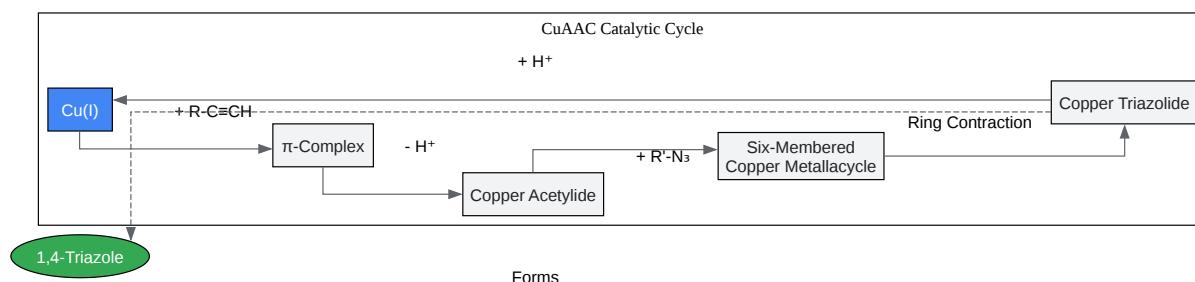 CuAAC Catalytic Cycle
+ H⁺
Cu(I)
+ R-C≡CH
Copper Triazolide
Ring Contraction
π-Complex
- H⁺
+ R'-N₃
Six-Membered
Copper Metallacycle
Copper Acetylide
1,4-Triazole
Forms